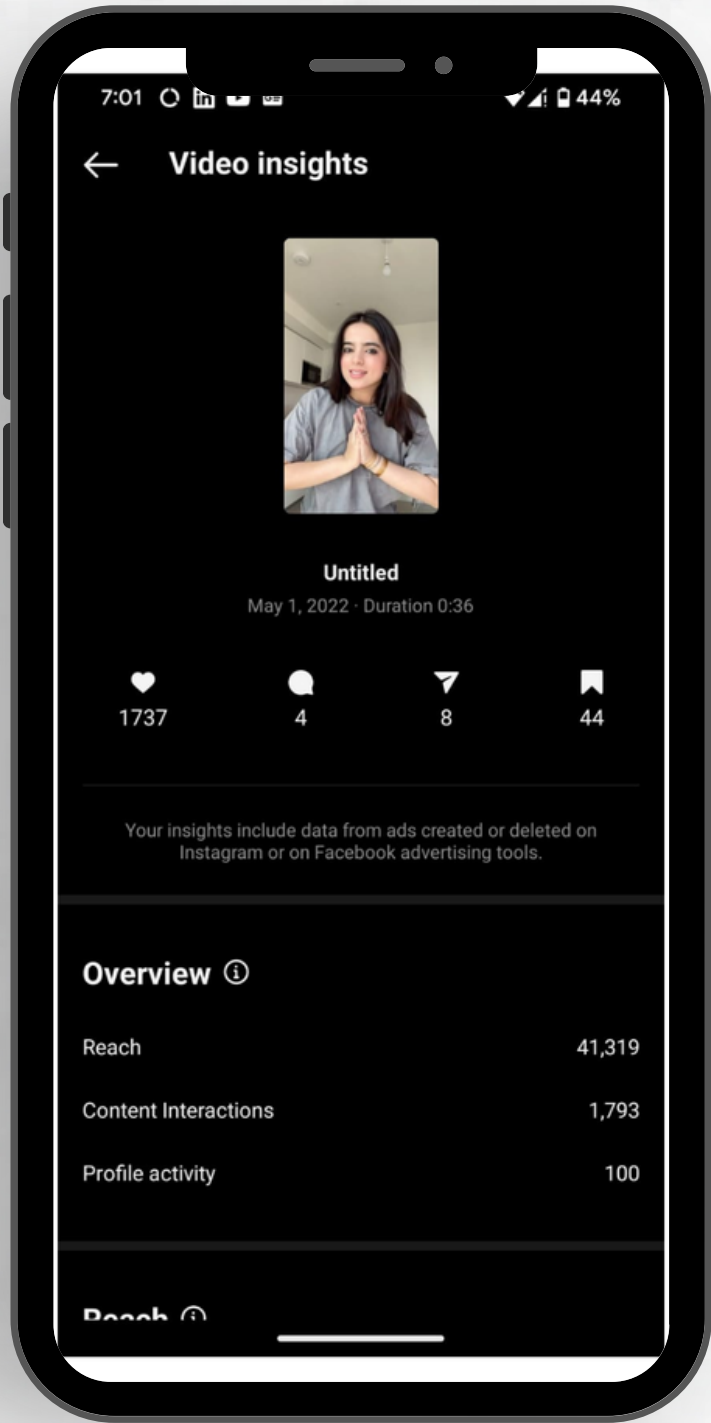 7:01 44%
Video insights
Untitled
May 1, 2022 · Duration 0:36
1737 4 8 44
Your insights include data from ads created or deleted on
Instagram or on Facebook advertising tools.
Overview
Reach 41,319
Content Interactions 1,793
Profile activity 100
Reach